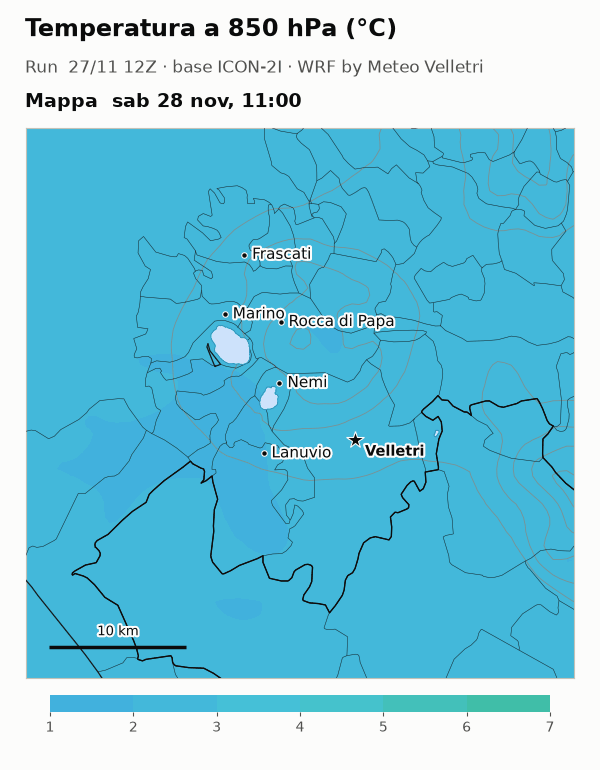 Temperatura a 850 hPa (°C)
Run  27/11 12Z · base ICON-2I · WRF by Meteo Velletri
Mappa  sab 28 nov, 11:00
Frascati
Marino
Rocca di Papa
Nemi
Velletri
Lanuvio
10 km
1 2 3 4 5 6 7